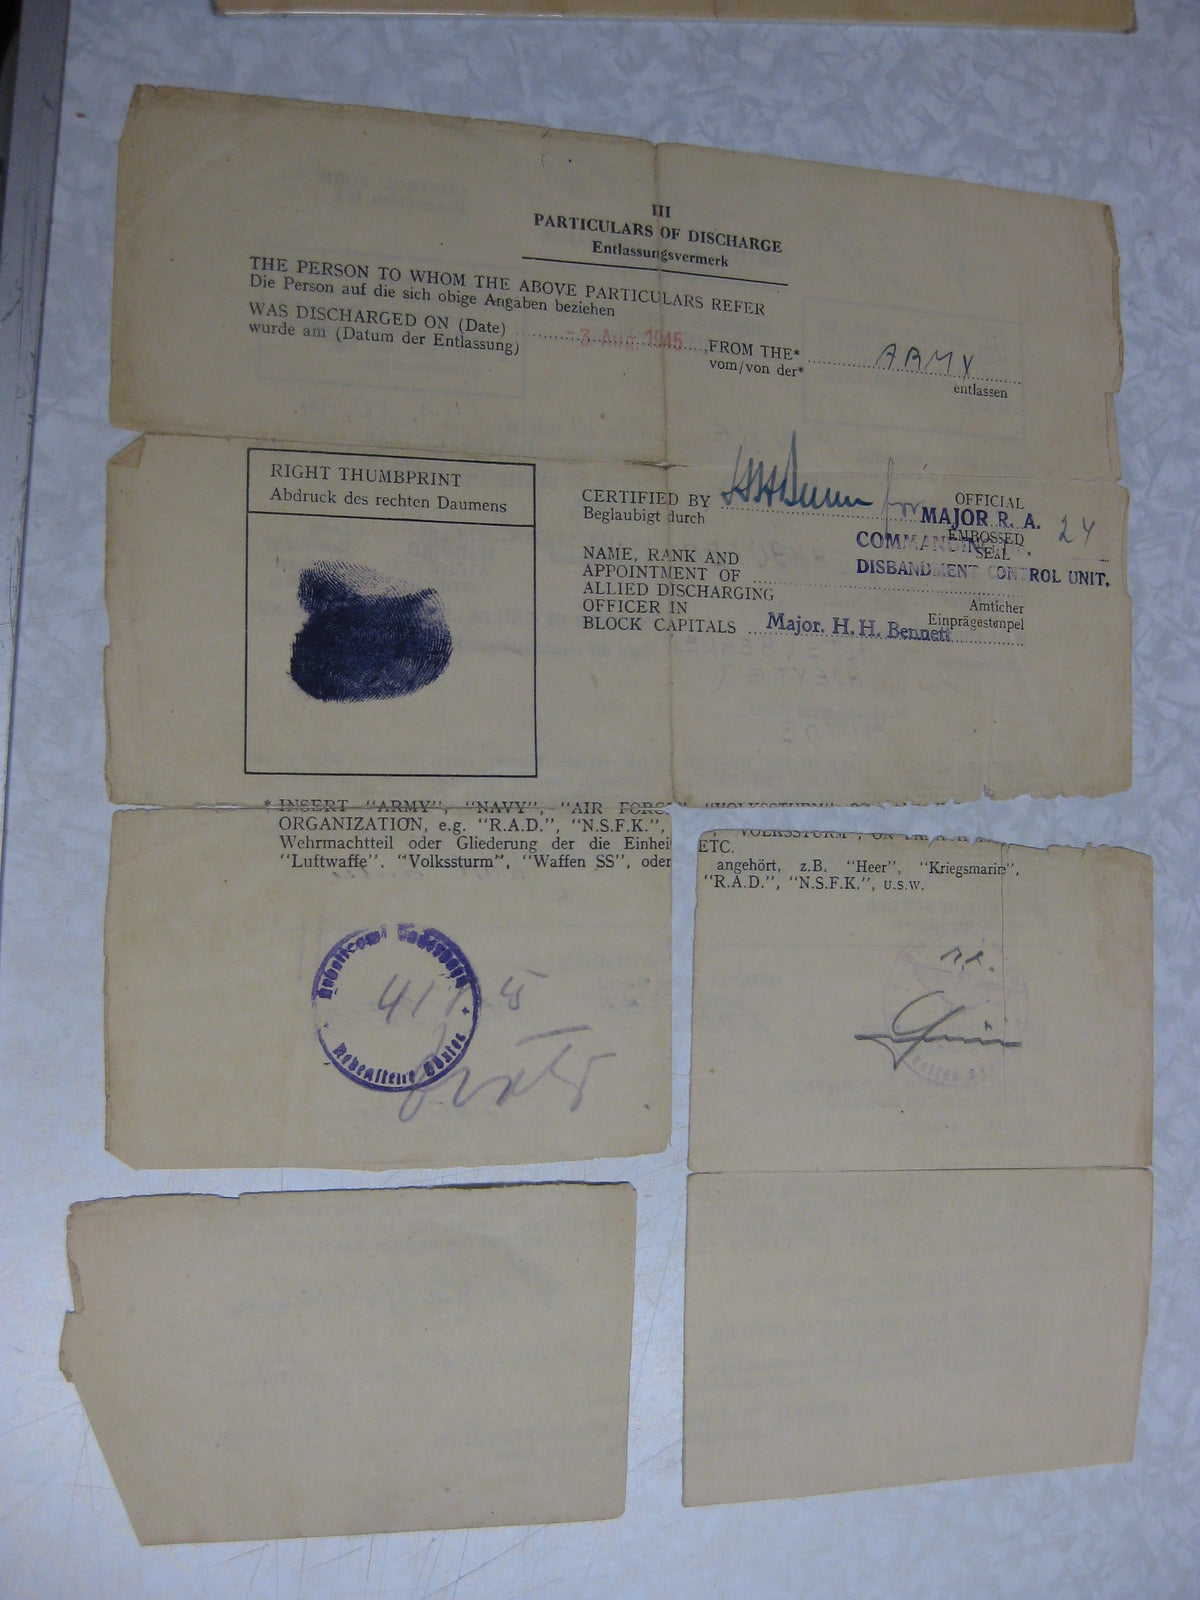 III
PARTICULARS OF DISCHARGE
Entlassungsvermerk
THE PERSON TO WHOM THE ABOVE PARTICULARS REFER
Die Person auf die sich obige Angaben beziehen
WAS DISCHARGED ON (Date) - 3 Aug 1945 FROM THE* ARMY
wurde am (Datum der Entlassung) vom/von der* entlassen
RIGHT THUMBPRINT
Abdruck des rechten Daumens
CERTIFIED BY
Beglaubigt durch
OFFICIAL
EMBOSSED
SEAL
MAJOR R. A. 24
COMMANDING
DISBANDMENT CONTROL UNIT.
NAME, RANK AND
APPOINTMENT OF
ALLIED DISCHARGING
OFFICER IN
BLOCK CAPITALS Major. H. H. Bennett
Amtlicher
Einprägestempel
* INSERT "ARMY", "NAVY", "AIR FORCE" "VOLKSSTURM", OR
ORGANIZATION, e.g. "R.A.D.", "N.S.F.K.", ETC.
Wehrmachtteil oder Gliederung der die Einhei angehört, z.B. "Heer", "Kriegsmarine",
"Luftwaffe". "Volkssturm", "Waffen SS", oder "R.A.D.", "N.S.F.K.", U.S.W.
Nebenstelle